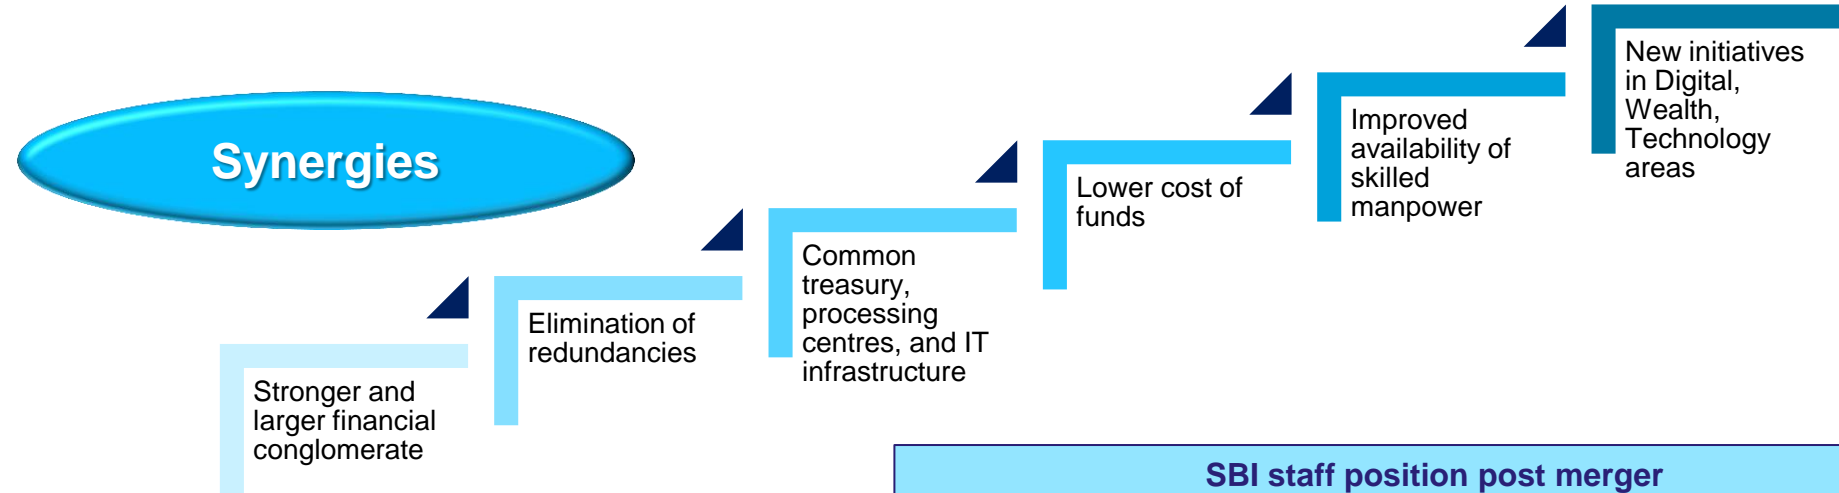 Synergies
Stronger and
larger financial
conglomerate
Elimination of
redundancies
Common
treasury,
processing
centres, and IT
infrastructure
Lower cost of
funds
Improved
availability of
skilled
manpower
New initiatives
in Digital,
Wealth,
Technology
areas
SBI staff position post merger